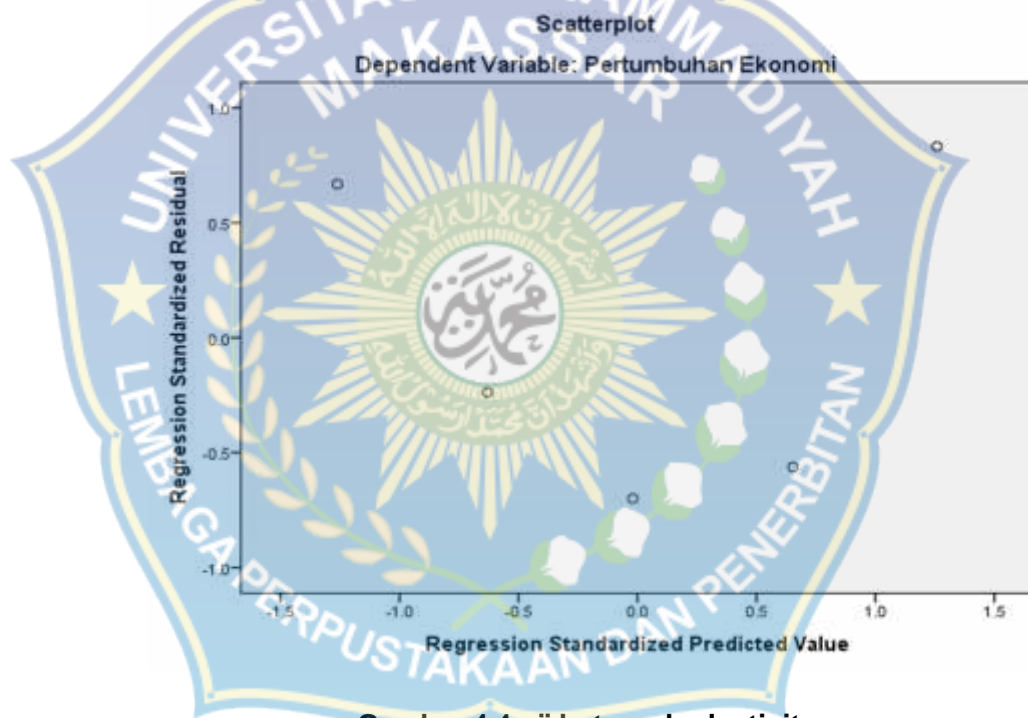 UNIVERSITAS MUHAMMADIYAH
MAKASSAR
Scatterplot
Dependent Variable: Pertumbuhan Ekonomi
Regression Standardized Residual
1.0
0.5
0.0
-0.5
-1.0
-1.5
-1.0
-0.5
0.0
0.5
1.0
1.5
Regression Standardized Predicted Value
LEMBAGA PERPUSTAKAAN DAN PENERBITAN